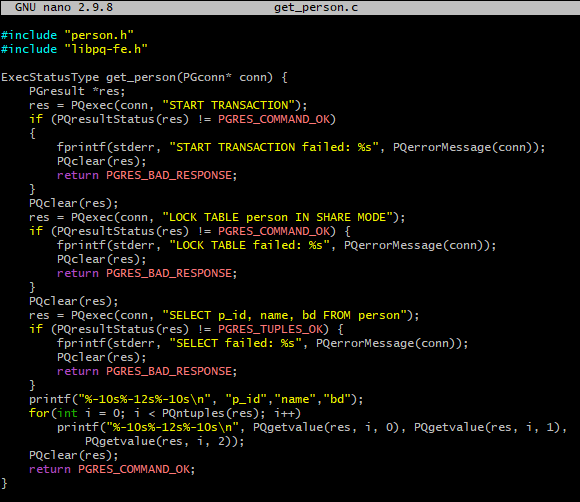 GNU nano 2.9.8 get_person.c
#include "person.h"
#include "libpq-fe.h"
ExecStatusType get_person(PGconn* conn) {
    PGresult *res;
    res = PQexec(conn, "START TRANSACTION");
    if (PQresultStatus(res) != PGRES_COMMAND_OK)
    {
        fprintf(stderr, "START TRANSACTION failed: %s", PQerrorMessage(conn));
        PQclear(res);
        return PGRES_BAD_RESPONSE;
    }
    PQclear(res);
    res = PQexec(conn, "LOCK TABLE person IN SHARE MODE");
    if (PQresultStatus(res) != PGRES_COMMAND_OK) {
        fprintf(stderr, "LOCK TABLE failed: %s", PQerrorMessage(conn));
        PQclear(res);
        return PGRES_BAD_RESPONSE;
    }
    PQclear(res);
    res = PQexec(conn, "SELECT p_id, name, bd FROM person");
    if (PQresultStatus(res) != PGRES_TUPLES_OK) {
        fprintf(stderr, "SELECT failed: %s", PQerrorMessage(conn));
        PQclear(res);
        return PGRES_BAD_RESPONSE;
    }
    printf("%-10s%-12s%-10s\n", "p_id","name","bd");
    for(int i = 0; i < PQntuples(res); i++)
        printf("%-10s%-12s%-10s\n", PQgetvalue(res, i, 0), PQgetvalue(res, i, 1),
            PQgetvalue(res, i, 2));
    PQclear(res);
    return PGRES_COMMAND_OK;
}